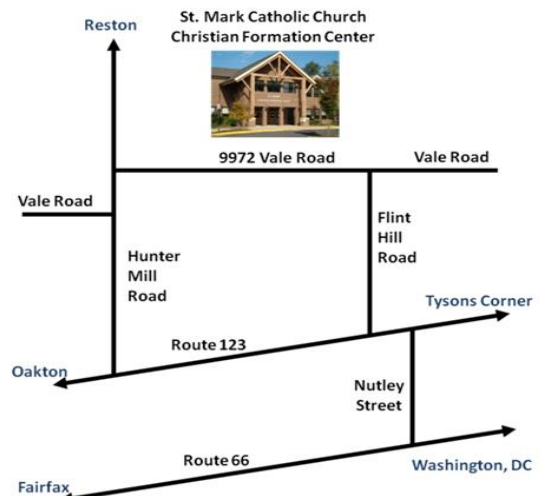 St. Mark Catholic Church
Christian Formation Center
Reston
9972 Vale Road
Vale Road
Vale Road
Flint
Hill
Road
Hunter
Mill
Road
Tysons Corner
Route 123
Oakton
Nutley
Street
Route 66
Washington, DC
Fairfax